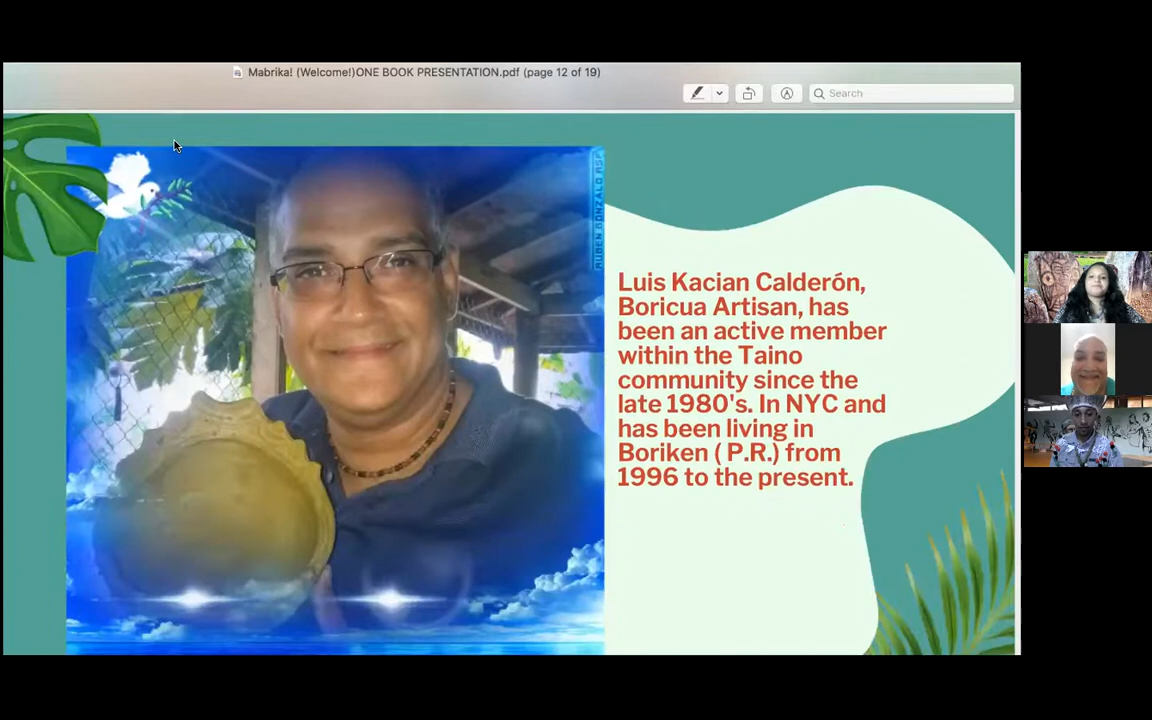 Mabrika! (Welcome!)ONE BOOK PRESENTATION.pdf (page 12 of 19)
Search
Luis Kacian Calderón,
Boricua Artisan, has
been an active member
within the Taino
community since the
late 1980's. In NYC and
has been living in
Boriken ( P.R.) from
1996 to the present.